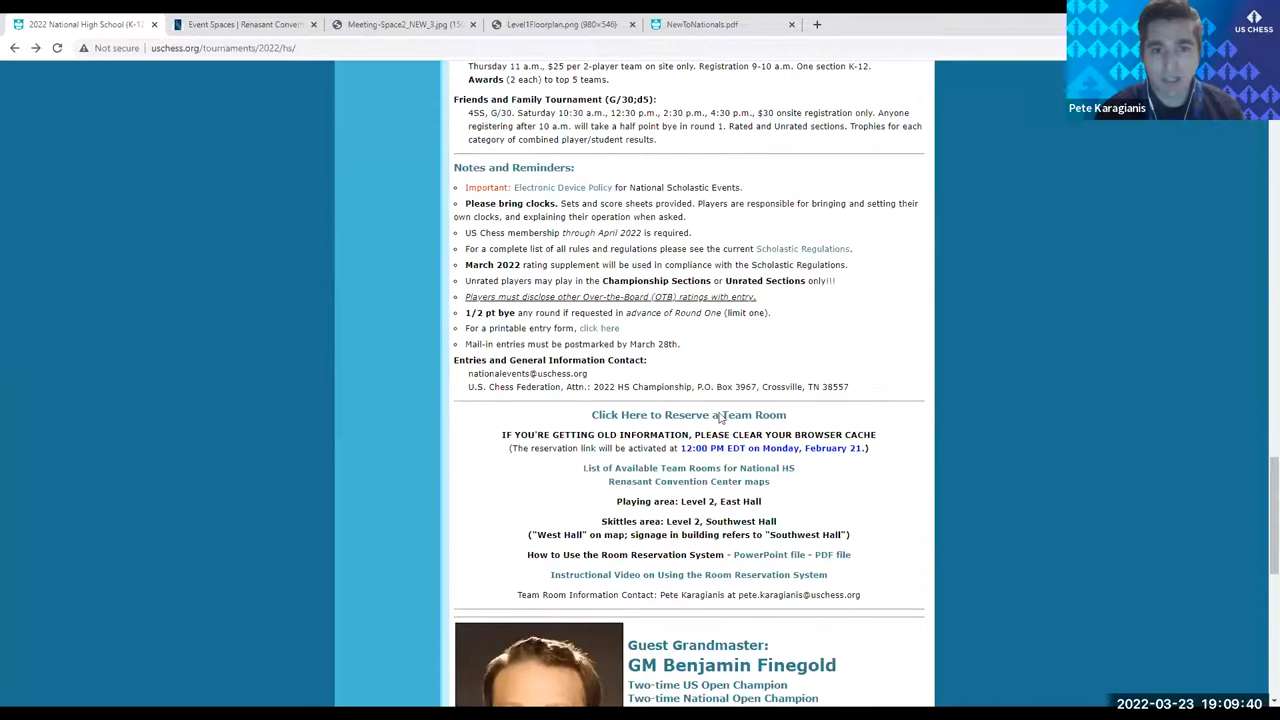 2022 National High School (K-12
Event Spaces | Renasant Conven
Meeting-Space2_NEW_3.jpg (150
Level1Floorplan.png (980×546)
NewToNationals.pdf
Not secure | uschess.org/tournaments/2022/hs/
US CHESS
Pete Karagianis
Thursday 11 a.m., $25 per 2-player team on site only. Registration 9-10 a.m. One section K-12.
Awards (2 each) to top 5 teams.
Friends and Family Tournament (G/30;d5):
4SS, G/30. Saturday 10:30 a.m., 12:30 p.m., 2:30 p.m., 4:30 p.m., $30 onsite registration only. Anyone
registering after 10 a.m. will take a half point bye in round 1. Rated and Unrated sections. Trophies for each
category of combined player/student results.
Notes and Reminders:
Important: Electronic Device Policy for National Scholastic Events.
Please bring clocks. Sets and score sheets provided. Players are responsible for bringing and setting their
own clocks, and explaining their operation when asked.
US Chess membership through April 2022 is required.
For a complete list of all rules and regulations please see the current Scholastic Regulations.
March 2022 rating supplement will be used in compliance with the Scholastic Regulations.
Unrated players may play in the Championship Sections or Unrated Sections only!!!
Players must disclose other Over-the-Board (OTB) ratings with entry.
1/2 pt bye any round if requested in advance of Round One (limit one).
For a printable entry form, click here
Mail-in entries must be postmarked by March 28th.
Entries and General Information Contact:
nationalevents@uschess.org
U.S. Chess Federation, Attn.: 2022 HS Championship, P.O. Box 3967, Crossville, TN 38557
Click Here to Reserve a Team Room
IF YOU'RE GETTING OLD INFORMATION, PLEASE CLEAR YOUR BROWSER CACHE
(The reservation link will be activated at 12:00 PM EDT on Monday, February 21.)
List of Available Team Rooms for National HS
Renasant Convention Center maps
Playing area: Level 2, East Hall
Skittles area: Level 2, Southwest Hall
("West Hall" on map; signage in building refers to "Southwest Hall")
How to Use the Room Reservation System - PowerPoint file - PDF file
Instructional Video on Using the Room Reservation System
Team Room Information Contact: Pete Karagianis at pete.karagianis@uschess.org
Guest Grandmaster:
GM Benjamin Finegold
Two-time US Open Champion
Two-time National Open Champion
2022-03-23 19:09:40